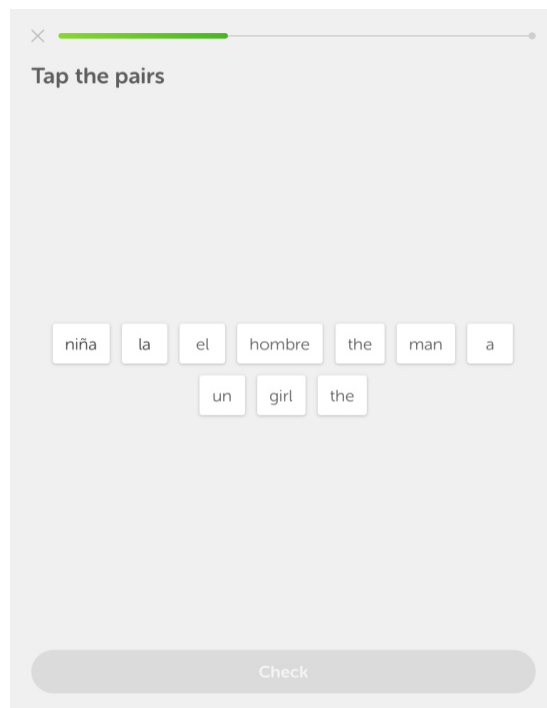 Tap the pairs
niña la el hombre the man a
un girl the
Check